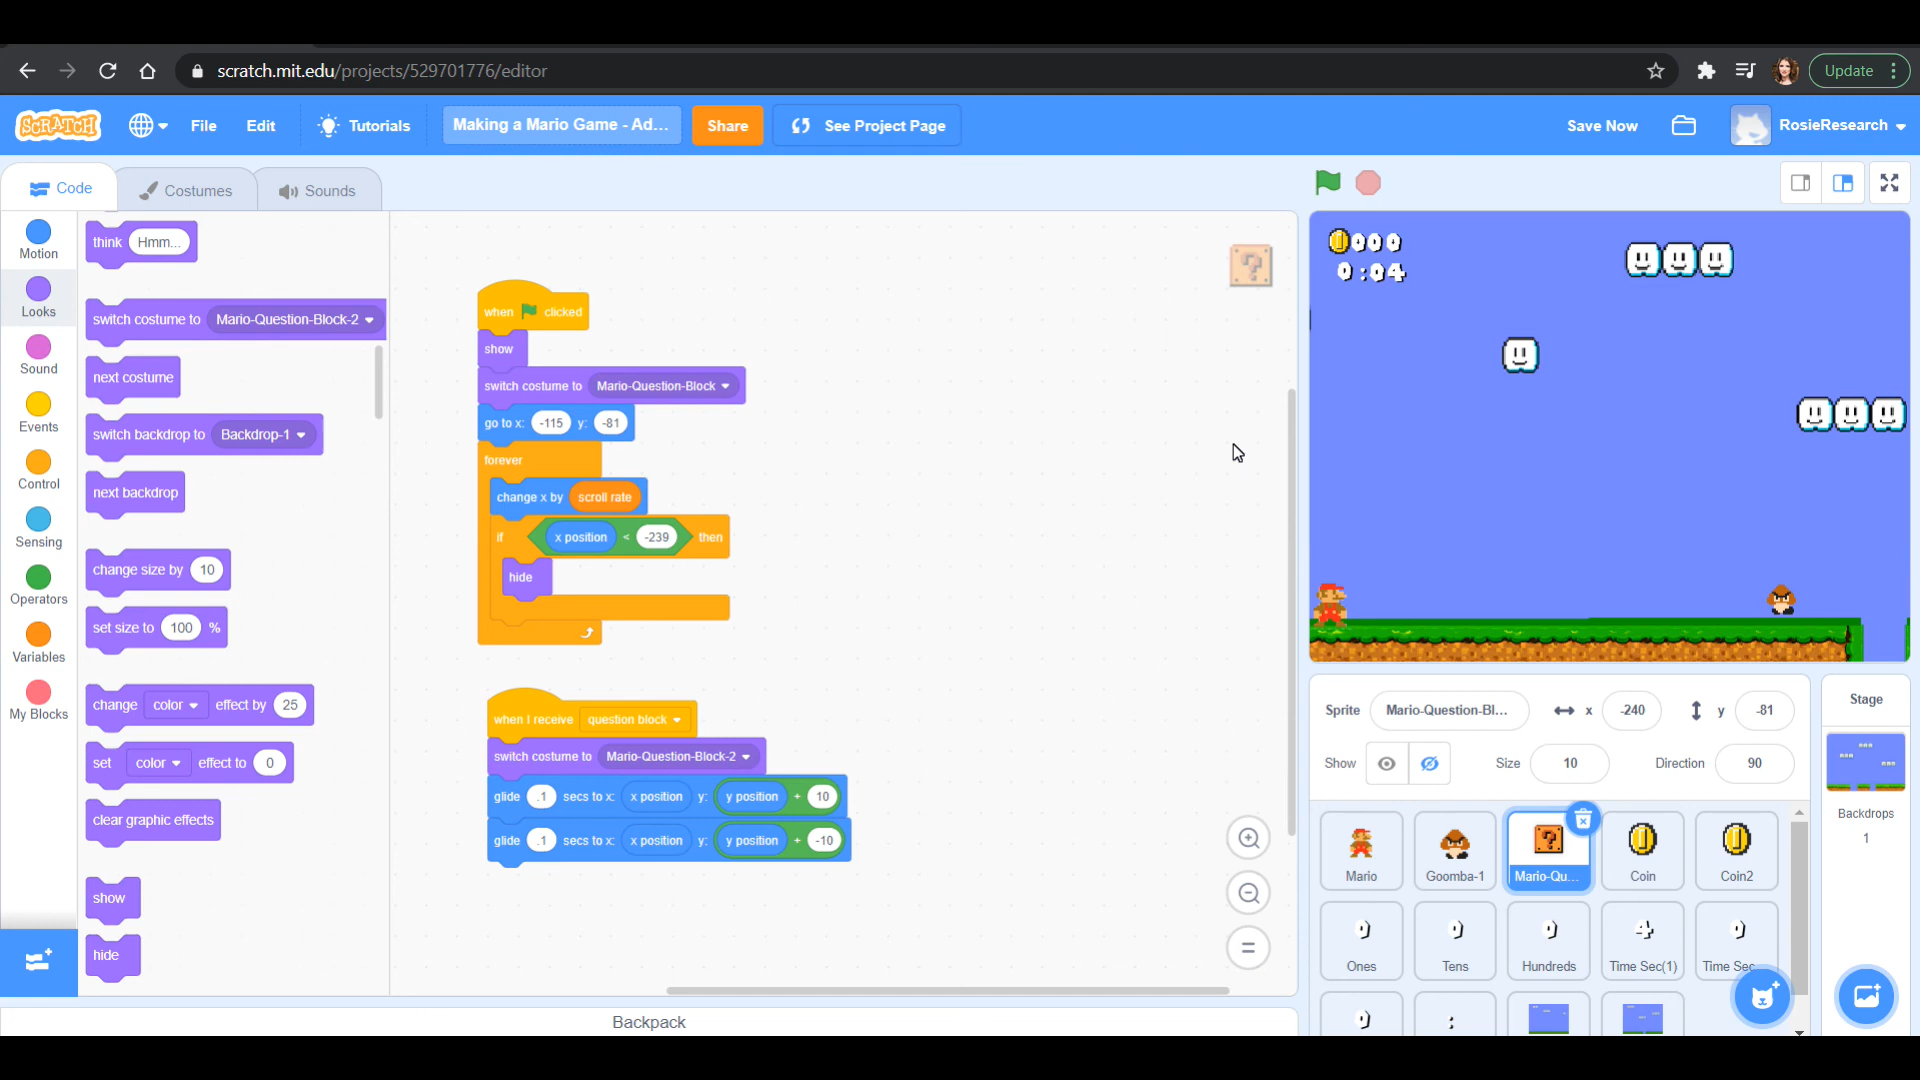 scratch.mit.edu/projects/529701776/editor
Update
SCRATCH
File
Edit
Tutorials
Making a Mario Game - Ad...
Share
See Project Page
Save Now
RosieResearch
Code
Costumes
Sounds
Motion
Looks
Sound
Events
Control
Sensing
Operators
Variables
My Blocks
think Hmm...
switch costume to Mario-Question-Block-2
next costume
switch backdrop to Backdrop-1
next backdrop
change size by 10
set size to 100 %
change color effect by 25
set color effect to 0
clear graphic effects
show
hide
when clicked
show
switch costume to Mario-Question-Block
go to x: -115 y: -81
forever
change x by scroll rate
if x position < -239 then
hide
when I receive question block
switch costume to Mario-Question-Block-2
glide .1 secs to x: x position y: y position + 10
glide .1 secs to x: x position y: y position + -10
?
Backpack
000
0:04
Sprite Mario-Question-Bl... x -240 y -81
Show Size 10 Direction 90
Mario
Goomba-1
?
Mario-Qu...
Coin
Coin2
0
Ones
0
Tens
0
Hundreds
4
Time Sec(1)
0
Time Sec
0
:
Stage
Backdrops
1